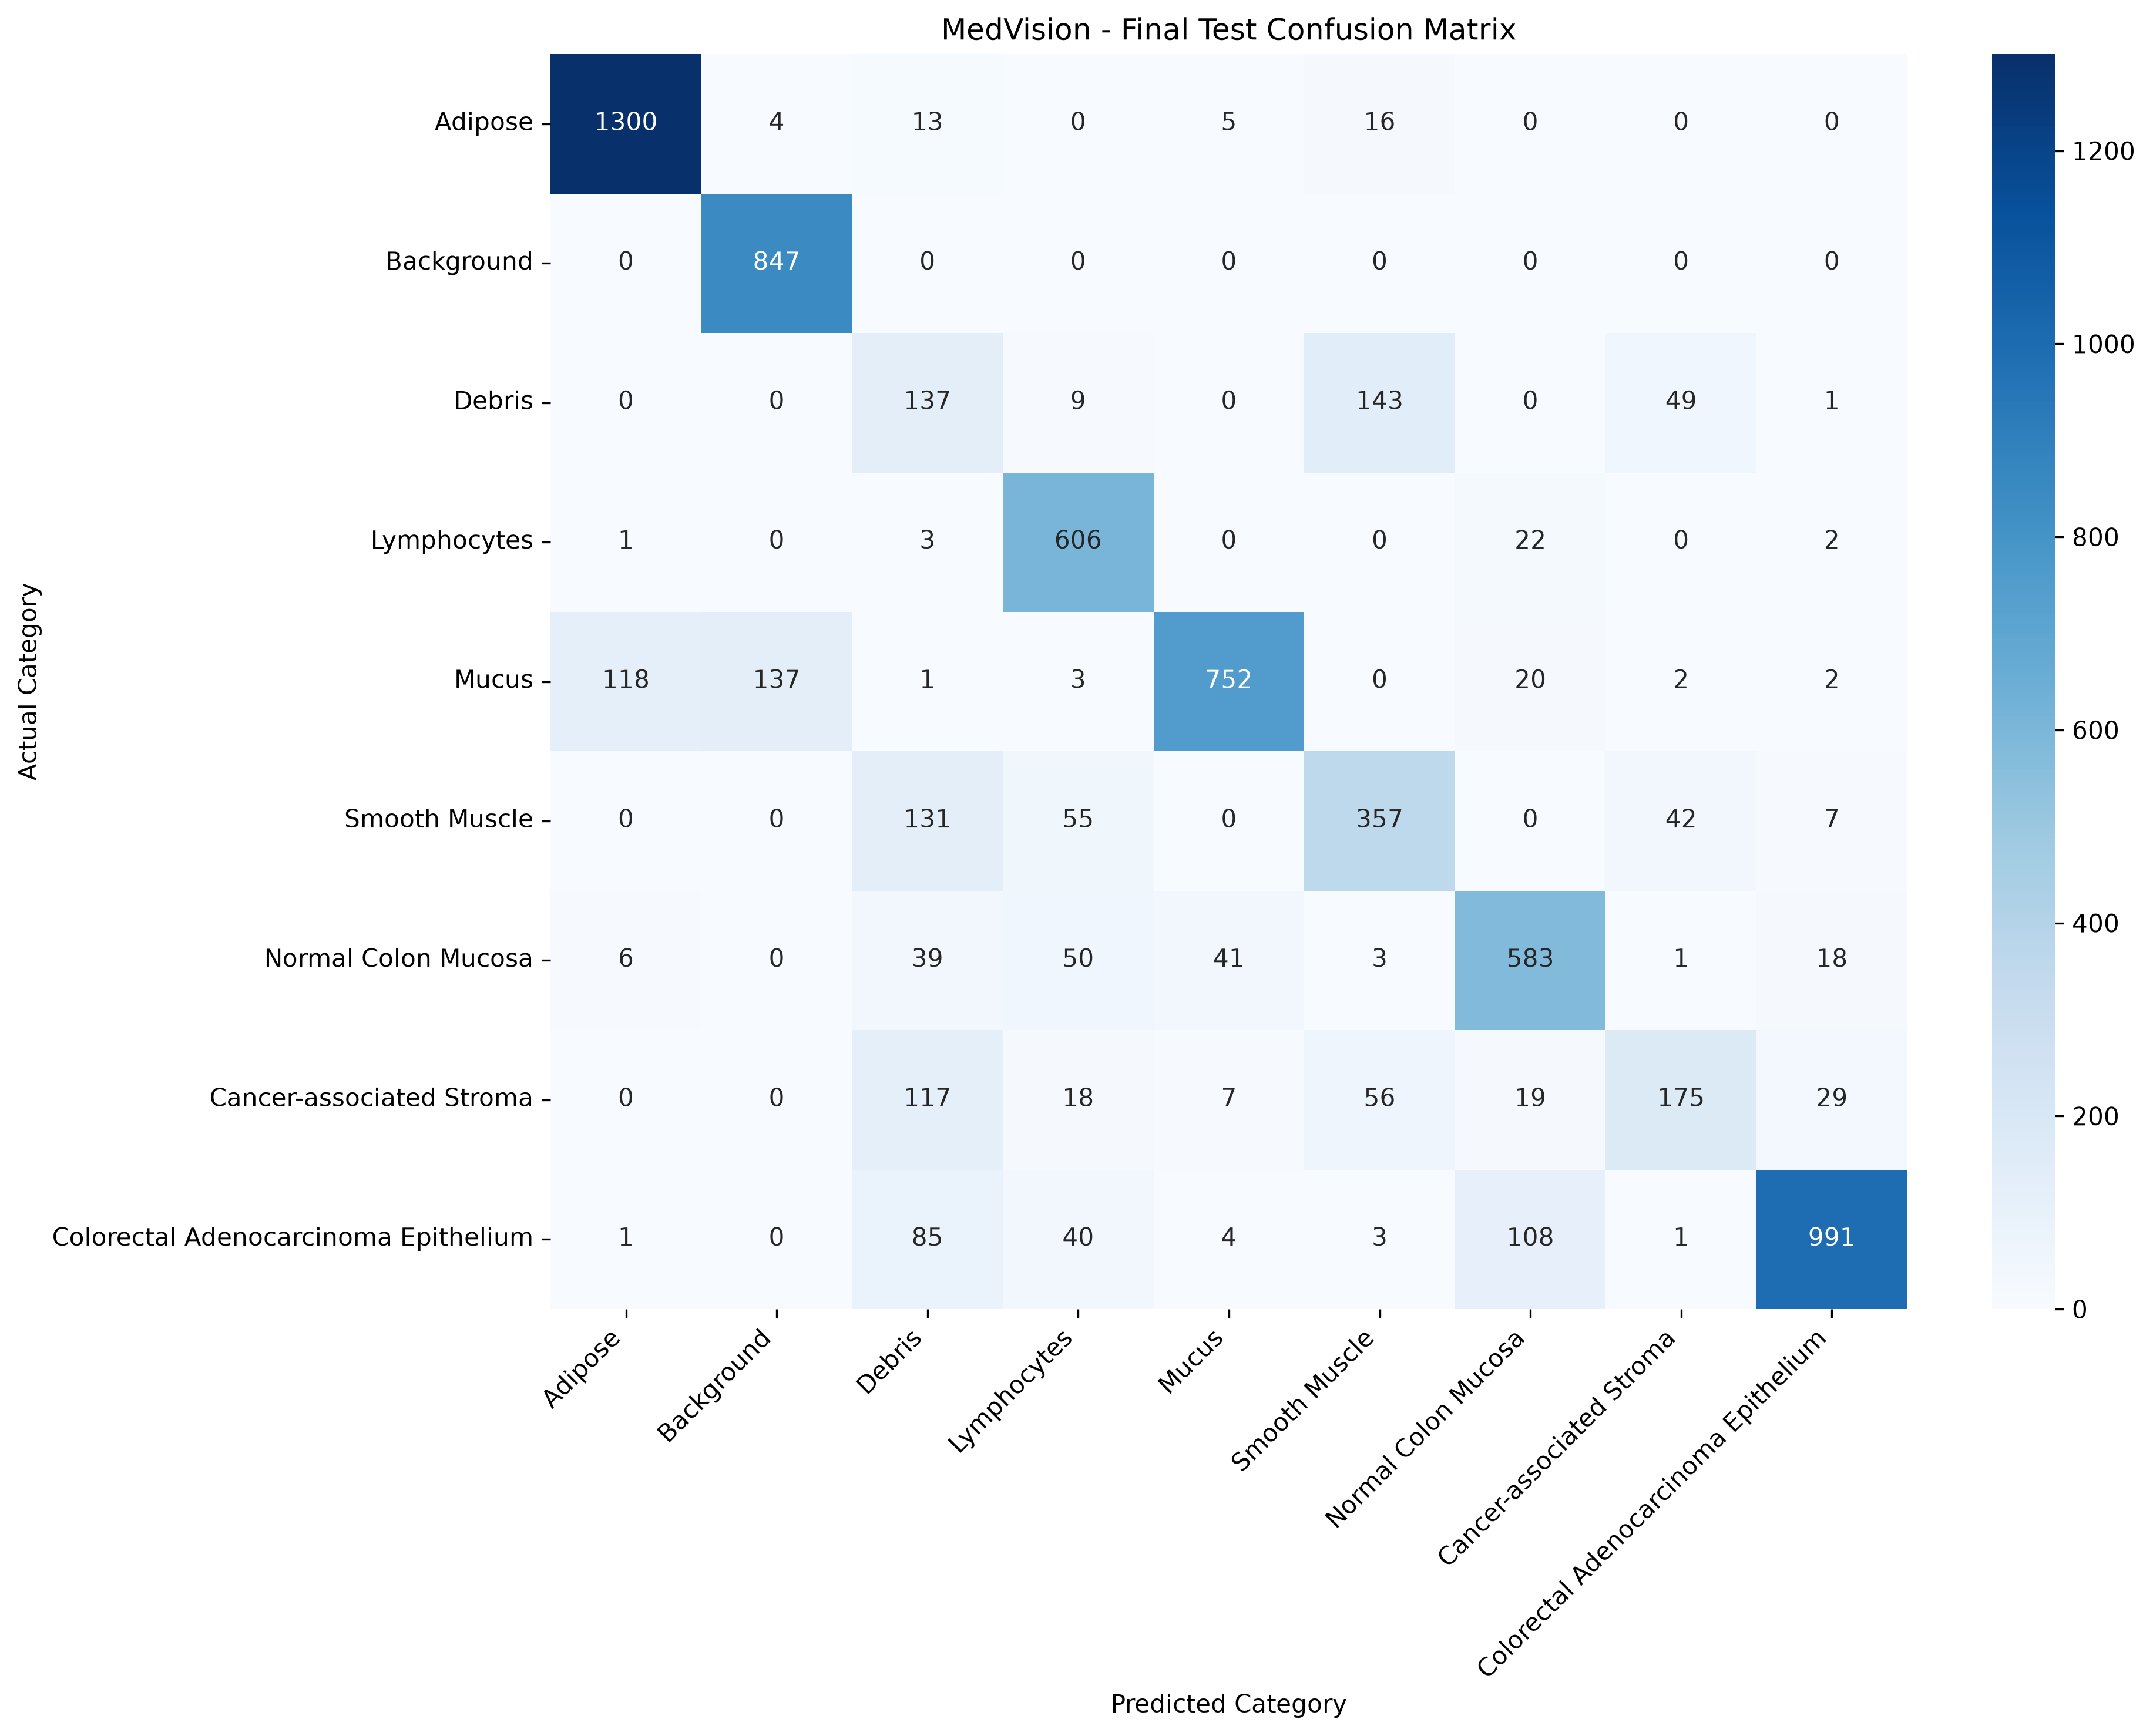 MedVision - Final Test Confusion Matrix
Adipose 1300 4 13 0 5 16 0 0 0
Background 0 847 0 0 0 0 0 0 0
Debris 0 0 137 9 0 143 0 49 1
Lymphocytes 1 0 3 606 0 0 22 0 2
Mucus 118 137 1 3 752 0 20 2 2
Smooth Muscle 0 0 131 55 0 357 0 42 7
Normal Colon Mucosa 6 0 39 50 41 3 583 1 18
Cancer-associated Stroma 0 0 117 18 7 56 19 175 29
Colorectal Adenocarcinoma Epithelium 1 0 85 40 4 3 108 1 991
Actual Category
Adipose
Background
Debris
Lymphocytes
Mucus
Smooth Muscle
Normal Colon Mucosa
Cancer-associated Stroma
Colorectal Adenocarcinoma Epithelium
Predicted Category
1200
1000
800
600
400
200
0